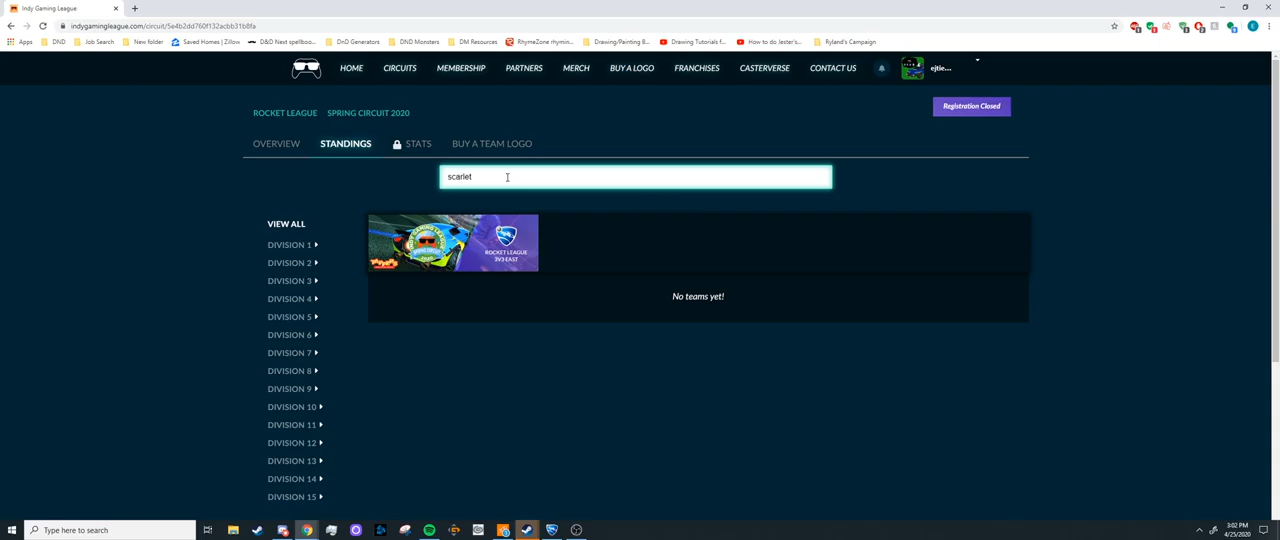 Indy Gaming League
indygamingleague.com/circuit/5e4b2dd760f132acbb31b8fa
Apps DND Job Search New folder Saved Homes | Zillow D&D Next spellboo... DnD Generators DND Monsters DM Resources RhymeZone rhymin... Drawing/Painting B... Drawing Tutorials f... How to do Jester's... Ryland's Campaign
HOME CIRCUITS MEMBERSHIP PARTNERS MERCH BUY A LOGO FRANCHISES CASTERVERSE CONTACT US ejtie...
ROCKET LEAGUE SPRING CIRCUIT 2020 Registration Closed
OVERVIEW STANDINGS STATS BUY A TEAM LOGO
scarlet
VIEW ALL
DIVISION 1
DIVISION 2
DIVISION 3
DIVISION 4
DIVISION 5
DIVISION 6
DIVISION 7
DIVISION 8
DIVISION 9
DIVISION 10
DIVISION 11
DIVISION 12
DIVISION 13
DIVISION 14
DIVISION 15
ROCKET LEAGUE
3V3 EAST
No teams yet!
Type here to search
3:02 PM
4/25/2020